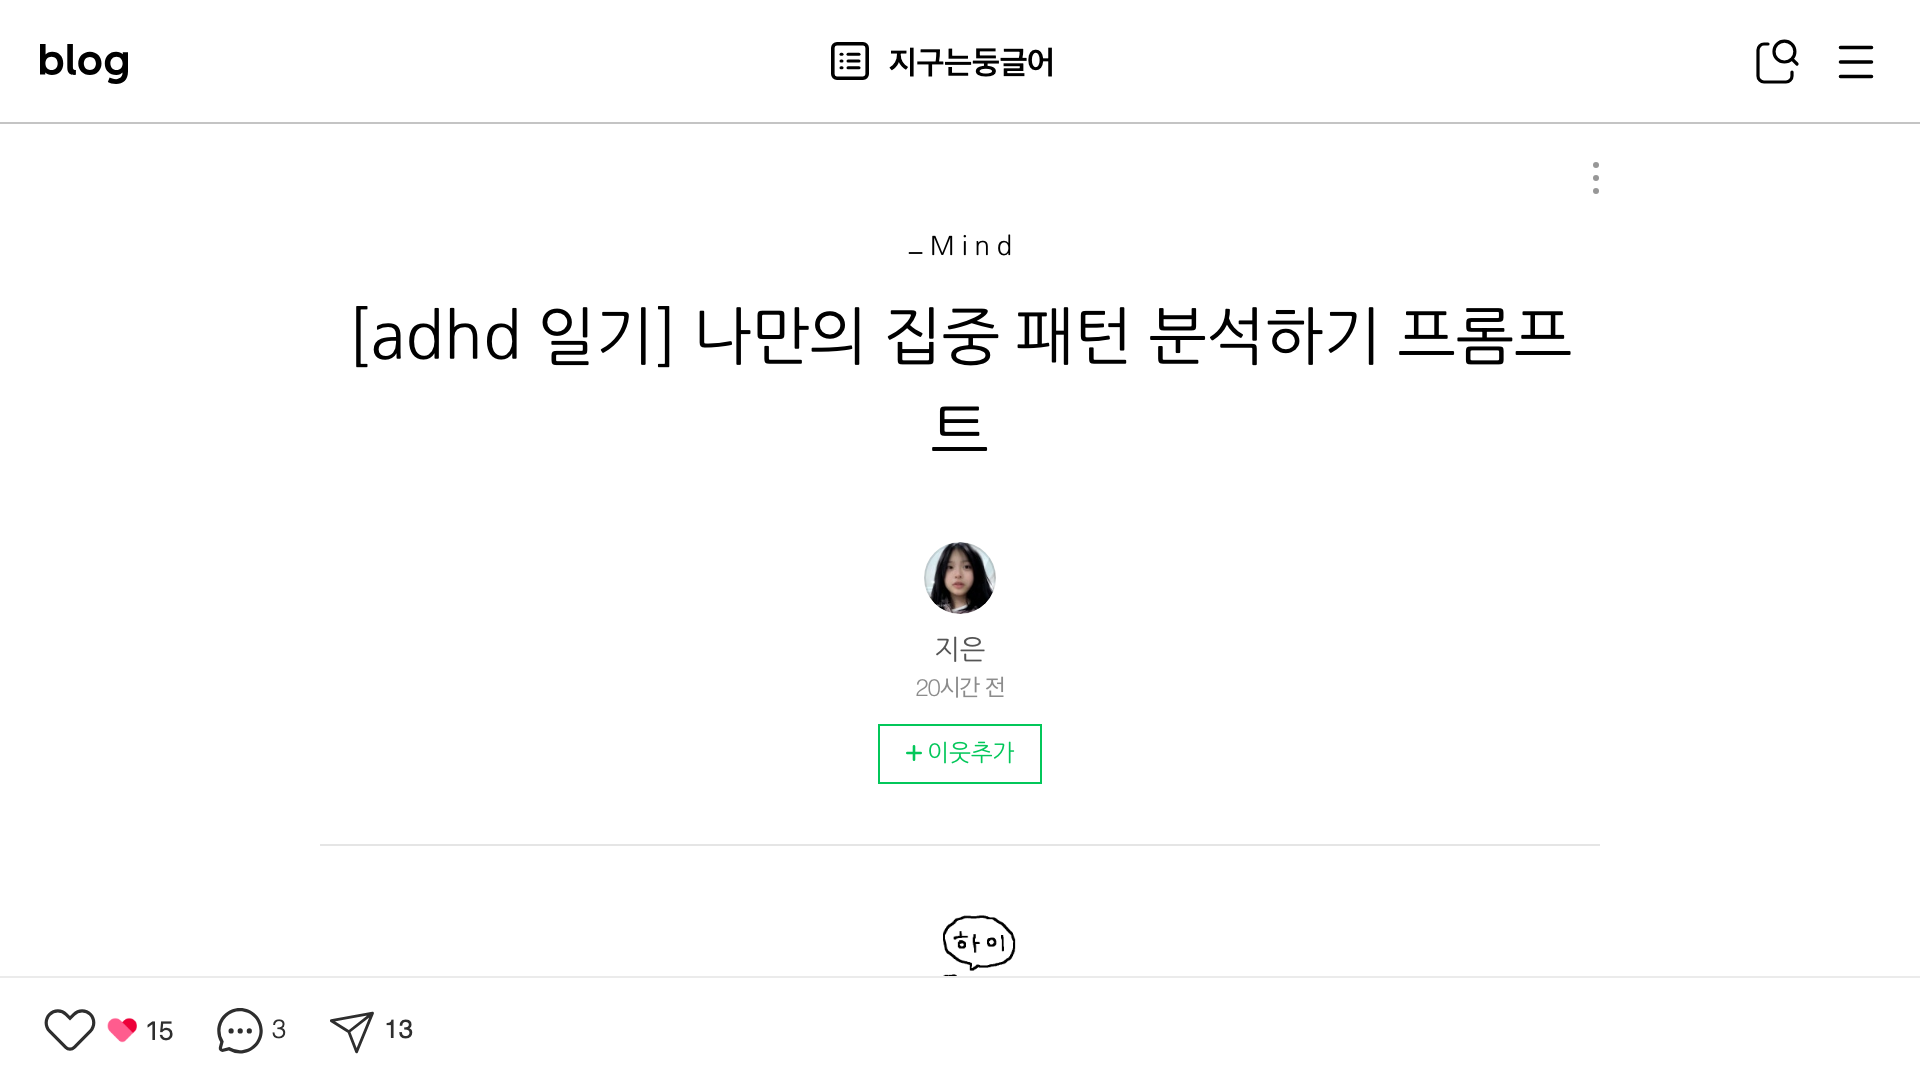 blog
지구는둥글어
_Mind
[adhd 일기] 나만의 집중 패턴 분석하기 프롬프
트
지은
20시간 전
+ 이웃추가
하이
15
3
13